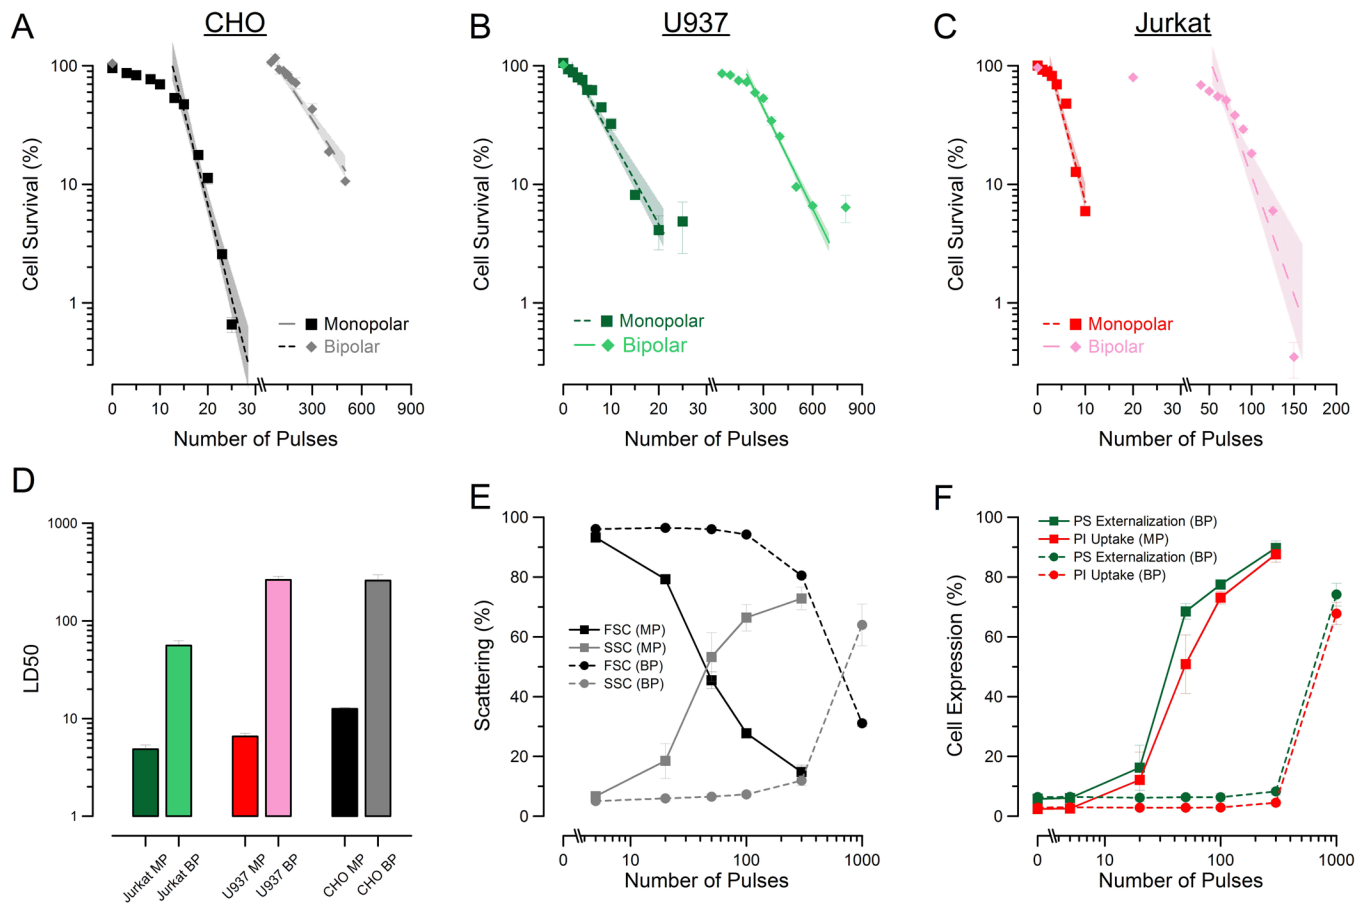 A
CHO
Cell Survival (%)
100
10
1
Monopolar
Bipolar
0 10 20 30 300 600 900
Number of Pulses
B
U937
Cell Survival (%)
100
10
1
Monopolar
Bipolar
0 10 20 30 300 600 900
Number of Pulses
C
Jurkat
Cell Survival (%)
100
10
1
Monopolar
Bipolar
0 10 20 30 50 100 150 200
Number of Pulses
D
LD50
1000
100
10
1
Jurkat MP
Jurkat BP
U937 MP
U937 BP
CHO MP
CHO BP
E
Scattering (%)
100
80
60
40
20
0
FSC (MP)
SSC (MP)
FSC (BP)
SSC (BP)
0 10 100 1000
Number of Pulses
F
Cell Expression (%)
100
80
60
40
20
0
PS Externalization (BP)
PI Uptake (MP)
PS Externalization (BP)
PI Uptake (BP)
0 10 100 1000
Number of Pulses